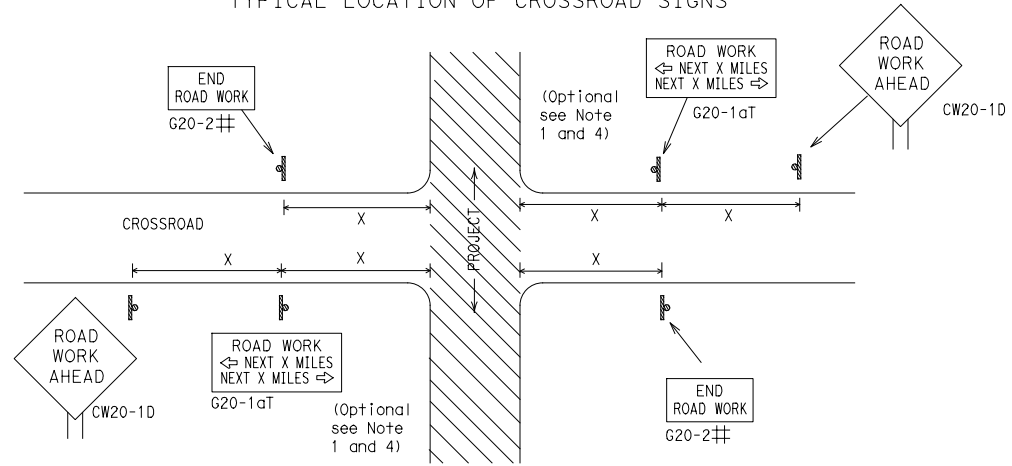 TYPICAL LOCATION OF CROSSROAD SIGNS
ROAD
WORK
AHEAD
CW20-1D
ROAD WORK
⇦ NEXT X MILES
NEXT X MILES ⇨
G20-1aT
(Optional
see Note
1 and 4)
END
ROAD WORK
G20-2#
X
X
X
CROSSROAD
PROJECT
X
X
X
ROAD
WORK
AHEAD
CW20-1D
ROAD WORK
⇦ NEXT X MILES
NEXT X MILES ⇨
G20-1aT
(Optional
see Note
1 and 4)
END
ROAD WORK
G20-2#